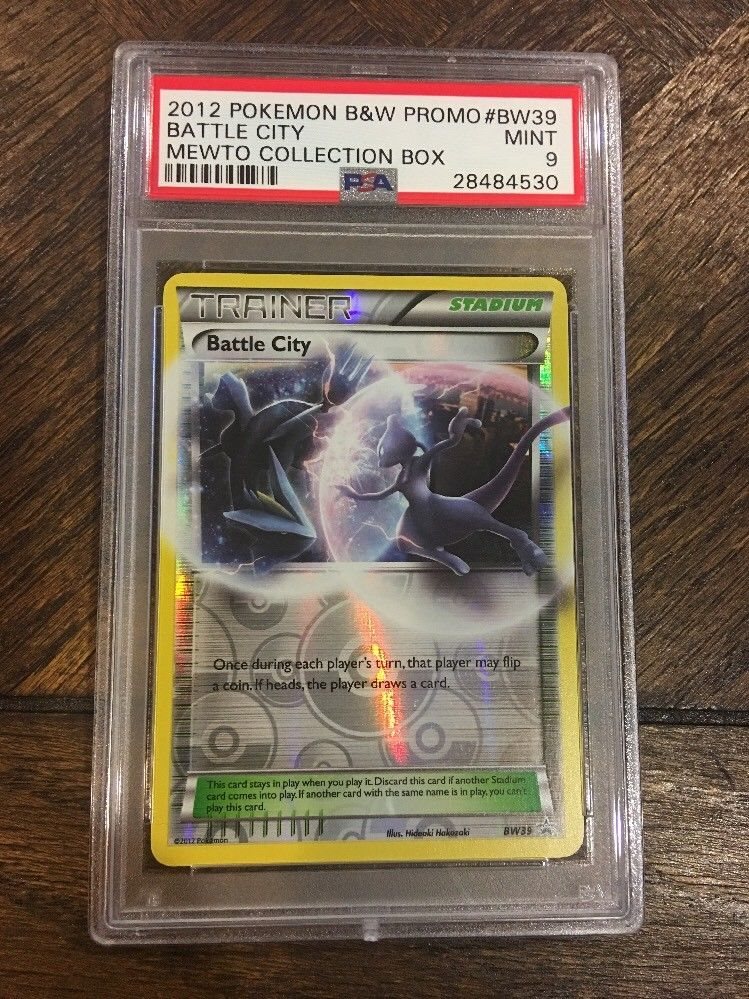 2012 POKEMON B&W PROMO #BW39
BATTLE CITY MINT
MEWTO COLLECTION BOX 9
PSA 28484530
TRAINER STADIUM
Battle City
Once during each player's turn, that player may flip
a coin. If heads, the player draws a card.
This card stays in play when you play it. Discard this card if another Stadium
card comes into play. If another card with the same name is in play, you can't
play this card.
©2012 Pokémon Illus. Hideaki Hakozaki BW39